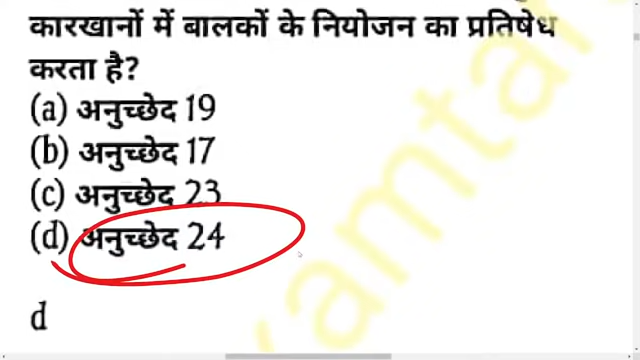 कारखानों में बालकों के नियोजन का प्रतिषेध
करता है?
(a) अनुच्छेद 19
(b) अनुच्छेद 17
(c) अनुच्छेद 23
(d) अनुच्छेद 24
d